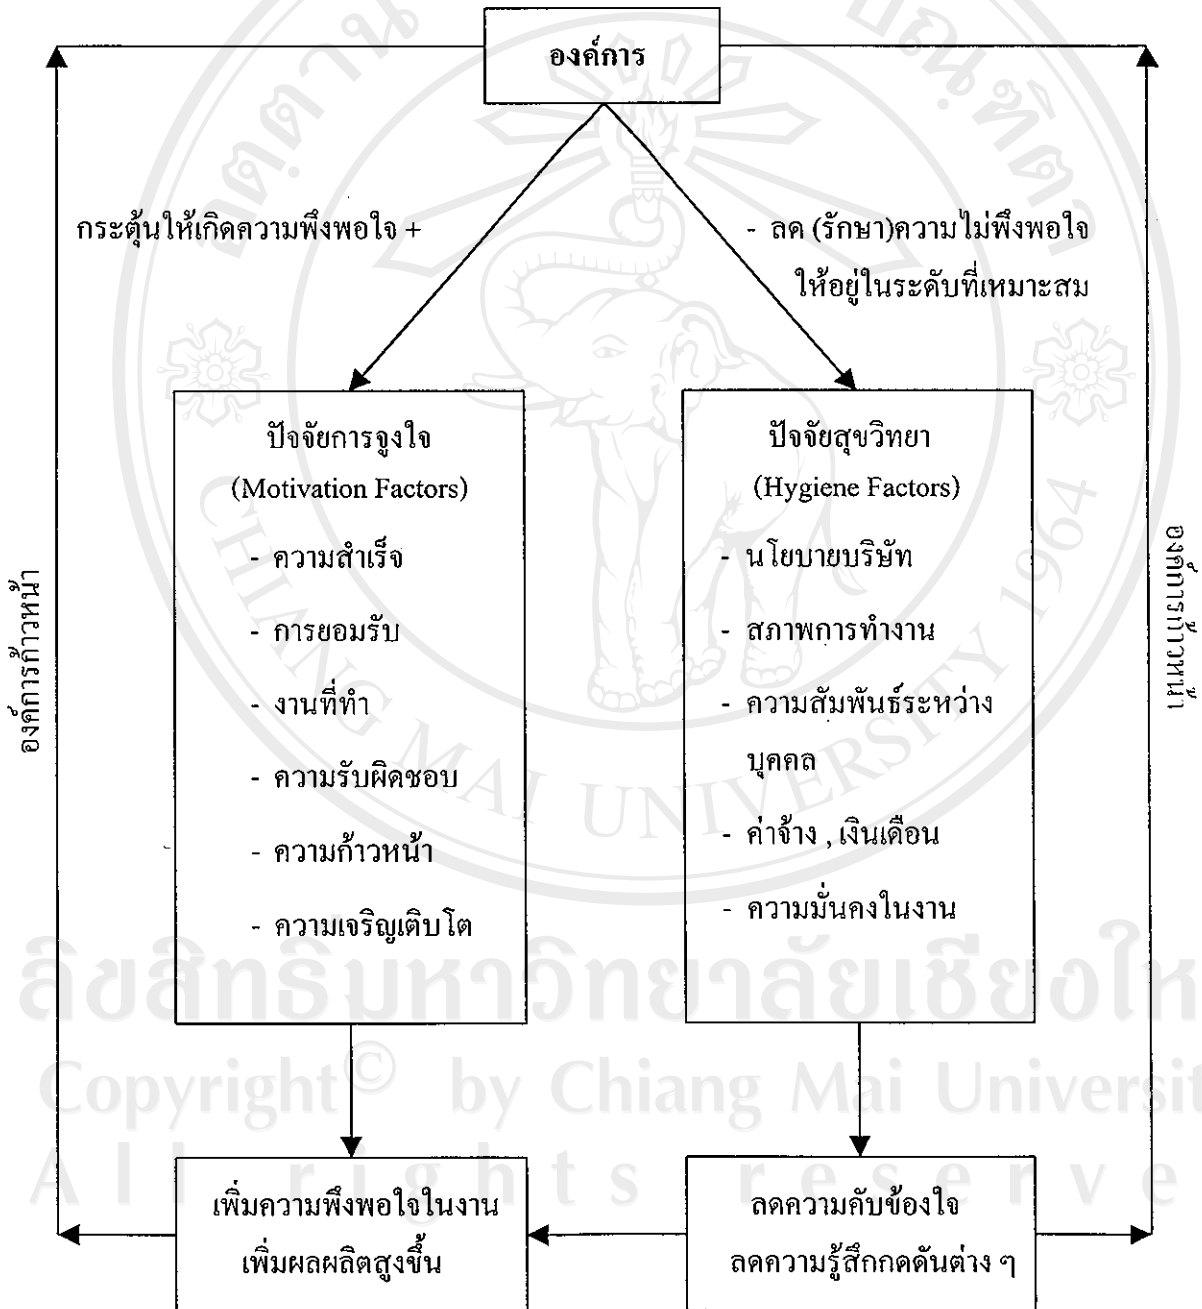 องค์การ
กระตุ้นให้เกิดความพึงพอใจ +
- ลด (รักษา)ความไม่พึงพอใจ
ให้อยู่ในระดับที่เหมาะสม
ปัจจัยการจูงใจ
(Motivation Factors)
- ความสำเร็จ
- การยอมรับ
- งานที่ทำ
- ความรับผิดชอบ
- ความก้าวหน้า
- ความเจริญเติบโต
ปัจจัยสุขวิทยา
(Hygiene Factors)
- นโยบายบริษัท
- สภาพการทำงาน
- ความสัมพันธ์ระหว่าง
บุคคล
- ค่าจ้าง , เงินเดือน
- ความมั่นคงในงาน
องค์การก้าวหน้า
องค์การก้าวหน้า
เพิ่มความพึงพอใจในงาน
เพิ่มผลผลิตสูงขึ้น
ลดความคับข้องใจ
ลดความรู้สึกกดดันต่าง ๆ
CHIANG MAI UNIVERSITY 1964
ลิขสิทธิ์มหาวิทยาลัยเชียงให
Copyright© by Chiang Mai Universit
All rights reserve